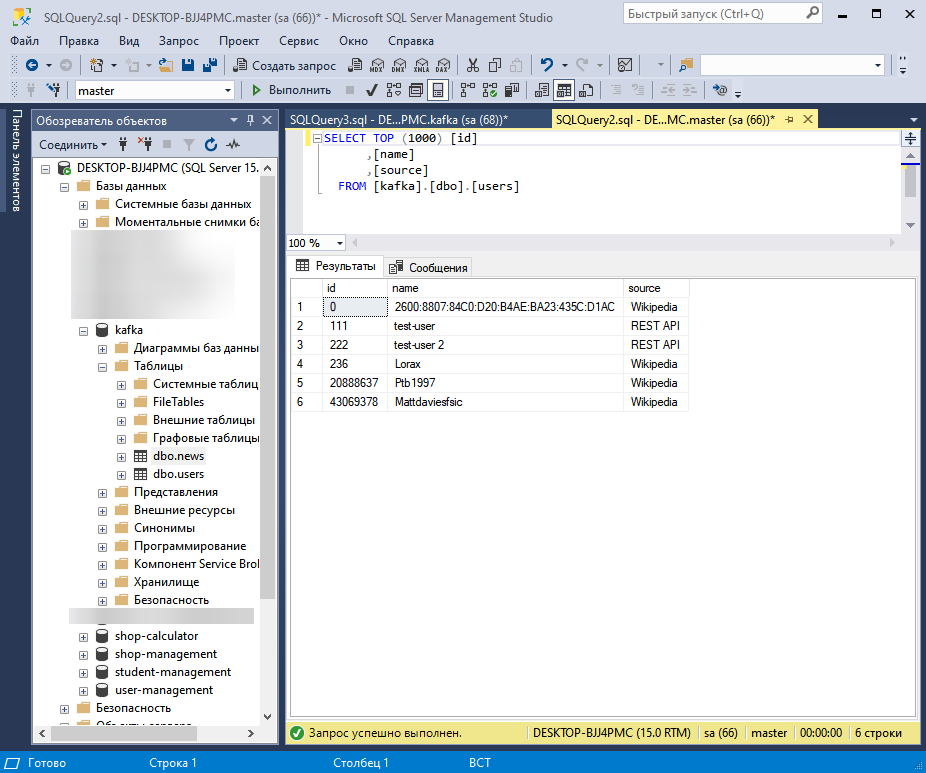 SQLQuery2.sql - DESKTOP-BJJ4PMC.master (sa (66))* - Microsoft SQL Server Management Studio
Быстрый запуск (Ctrl+Q)
Файл Правка Вид Запрос Проект Сервис Окно Справка
Создать запрос MDX DMX XMLA DAX
master Выполнить
Панель элементов
Обозреватель объектов
Соединить
DESKTOP-BJJ4PMC (SQL Server 15.
Базы данных
Системные базы данных
Моментальные снимки ба
kafka
Диаграммы баз данны
Таблицы
Системные таблиц
FileTables
Внешние таблицы
Графовые таблицы
dbo.news
dbo.users
Представления
Внешние ресурсы
Синонимы
Программирование
Компонент Service Brol
Хранилище
Безопасность
shop-calculator
shop-management
student-management
user-management
Безопасность
SQLQuery3.sql - DE...PMC.kafka (sa (68))*
SQLQuery2.sql - DE...MC.master (sa (66))*
SELECT TOP (1000) [id]
,[name]
,[source]
FROM [kafka].[dbo].[users]
100 %
Результаты Сообщения
id name source
1 0 2600:8807:84C0:D20:B4AE:BA23:435C:D1AC Wikipedia
2 111 test-user REST API
3 222 test-user 2 REST API
4 236 Lorax Wikipedia
5 20888637 Ptb1997 Wikipedia
6 43069378 Mattdaviesfsic Wikipedia
Запрос успешно выполнен. DESKTOP-BJJ4PMC (15.0 RTM) sa (66) master 00:00:00 6 строки
Готово Строка 1 Столбец 1 ВСТ